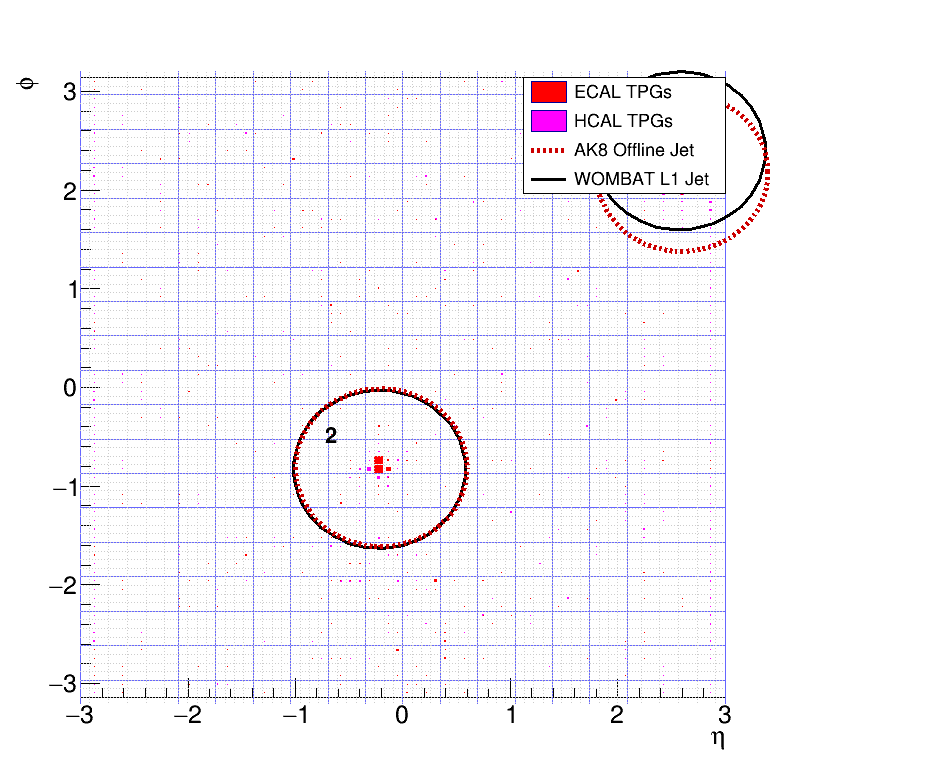 φ
3
2
1
0
−1
−2
−3
ECAL TPGs
HCAL TPGs
AK8 Offline Jet
WOMBAT L1 Jet
2
−3 −2 −1 0 1 2 3
η